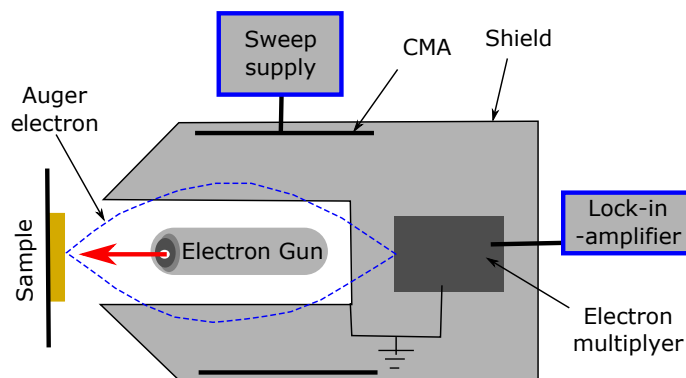 Sweep
supply
CMA
Shield
Auger
electron
Sample
Electron Gun
Lock-in
-amplifier
Electron
multiplyer